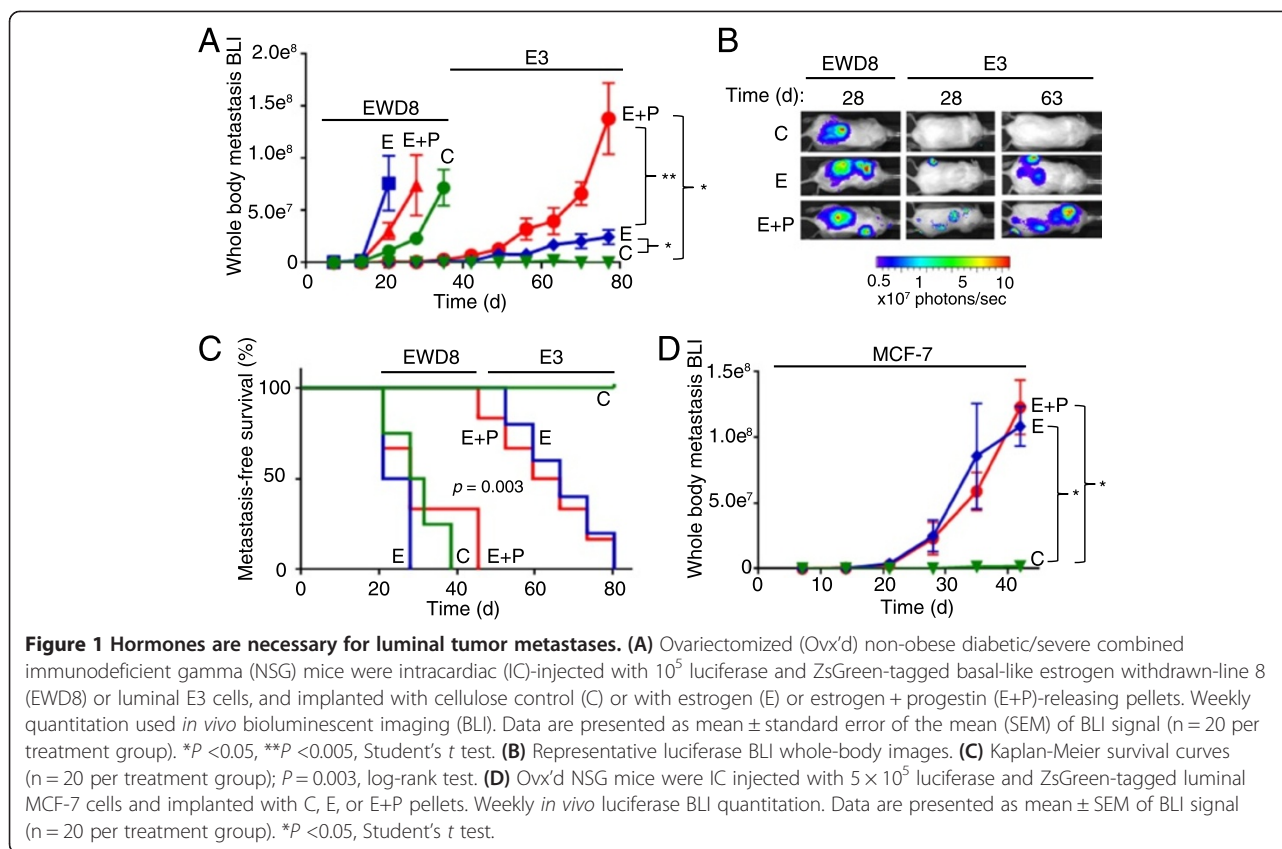 A
Whole body metastasis BLI
2.0e⁸
1.5e⁸
1.0e⁸
5.0e⁷
0
EWD8
E3
E
E+P
C
E+P
**
*
E
*
C
0
20
40
60
80
Time (d)
B
EWD8
E3
Time (d):
28
28
63
C
E
E+P
0.5
1
5
10
x10⁷ photons/sec
C
Metastasis-free survival (%)
100
50
0
EWD8
E3
C
E+P
E
p = 0.003
E
C
E+P
0
20
40
60
80
Time (d)
D
Whole body metastasis BLI
1.5e⁸
1.0e⁸
5.0e⁷
0
MCF-7
E+P
E
*
*
C
0
10
20
30
40
Time (d)
Figure 1 Hormones are necessary for luminal tumor metastases. (A) Ovariectomized (Ovx'd) non-obese diabetic/severe combined
immunodeficient gamma (NSG) mice were intracardiac (IC)-injected with 10⁵ luciferase and ZsGreen-tagged basal-like estrogen withdrawn-line 8
(EWD8) or luminal E3 cells, and implanted with cellulose control (C) or with estrogen (E) or estrogen + progestin (E+P)-releasing pellets. Weekly
quantitation used in vivo bioluminescent imaging (BLI). Data are presented as mean ± standard error of the mean (SEM) of BLI signal (n = 20 per
treatment group). *P <0.05, **P <0.005, Student's t test. (B) Representative luciferase BLI whole-body images. (C) Kaplan-Meier survival curves
(n = 20 per treatment group); P = 0.003, log-rank test. (D) Ovx'd NSG mice were IC injected with 5 × 10⁵ luciferase and ZsGreen-tagged luminal
MCF-7 cells and implanted with C, E, or E+P pellets. Weekly in vivo luciferase BLI quantitation. Data are presented as mean ± SEM of BLI signal
(n = 20 per treatment group). *P <0.05, Student's t test.